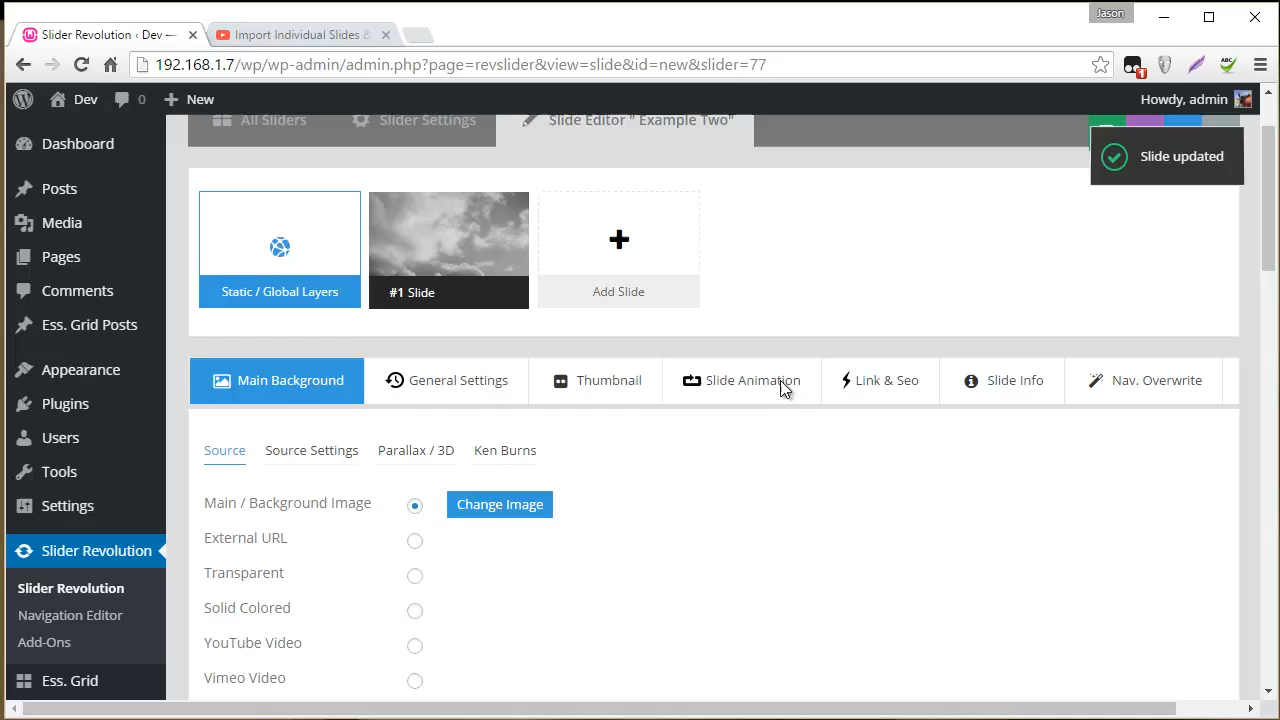 Jason
Slider Revolution ‹ Dev —
Import Individual Slides &
192.168.1.7/wp/wp-admin/admin.php?page=revslider&view=slide&id=new&slider=77
1
ABC
Dev
0
New
Howdy, admin
Dashboard
Posts
Media
Pages
Comments
Ess. Grid Posts
Appearance
Plugins
Users
Tools
Settings
Slider Revolution
Slider Revolution
Navigation Editor
Add-Ons
Ess. Grid
All Sliders
Slider Settings
Slide Editor " Example Two"
Slide updated
Static / Global Layers
#1 Slide
Add Slide
Main Background
General Settings
Thumbnail
Slide Animation
Link & Seo
Slide Info
Nav. Overwrite
Source
Source Settings
Parallax / 3D
Ken Burns
Main / Background Image
Change Image
External URL
Transparent
Solid Colored
YouTube Video
Vimeo Video